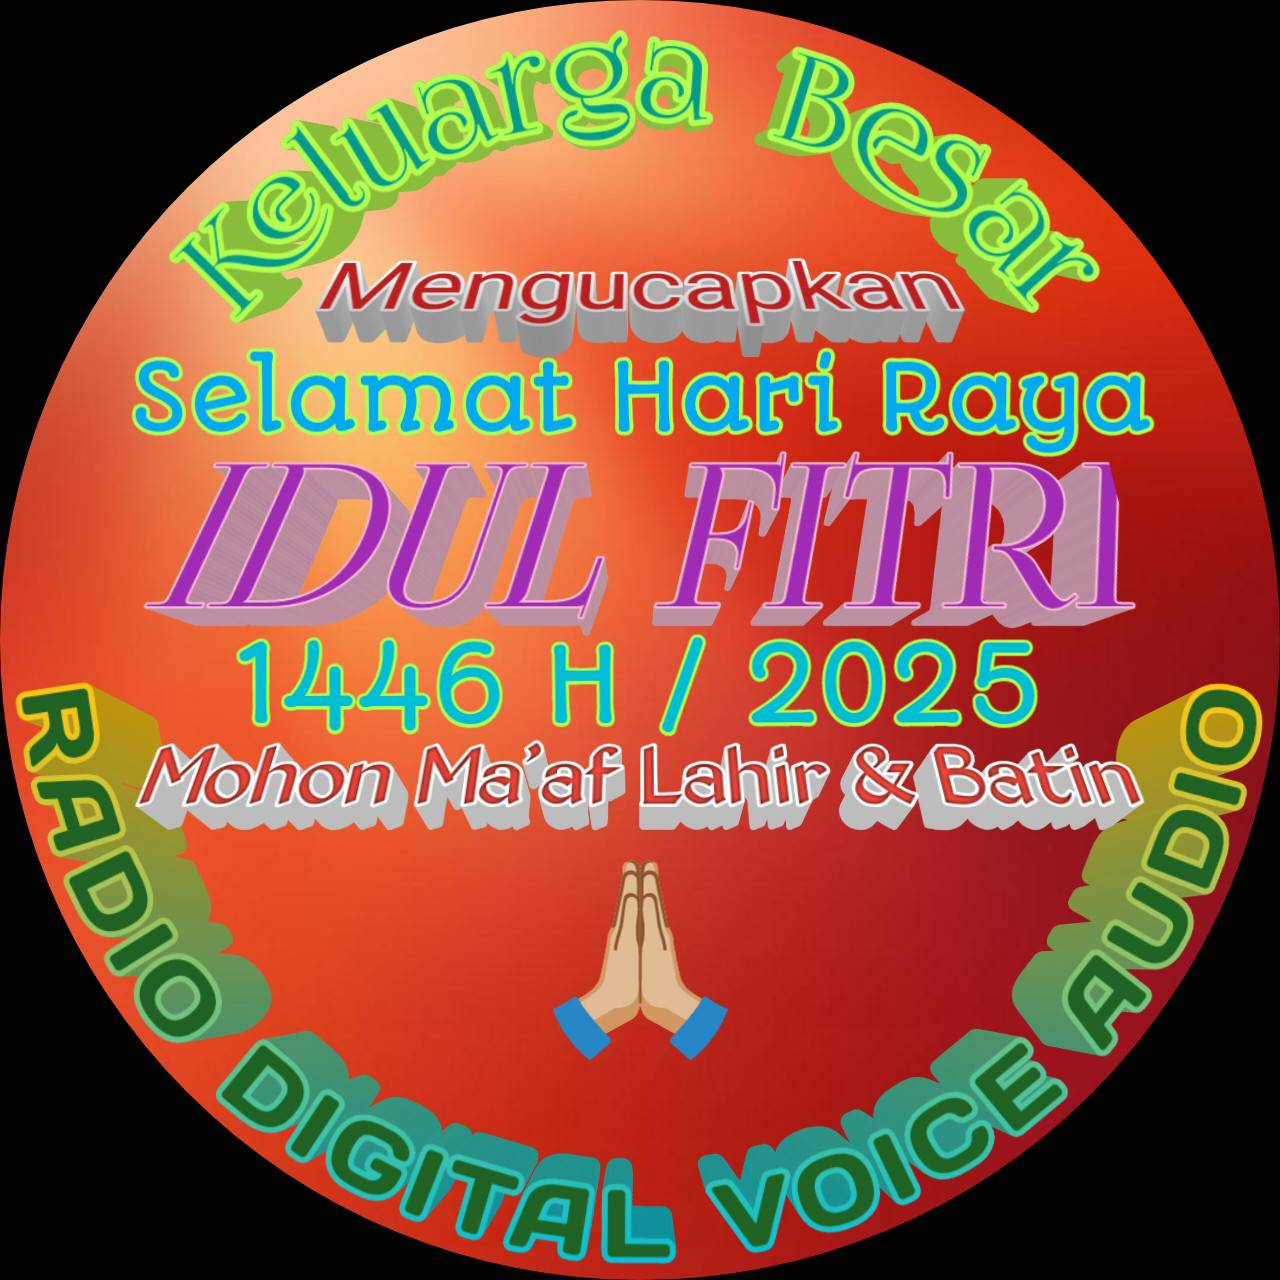 Keluarga Besar
Mengucapkan
Selamat Hari Raya
IDUL FITRI
1446 H / 2025
Mohon Ma'af Lahir & Batin
RADIO DIGITAL VOICE AUDIO